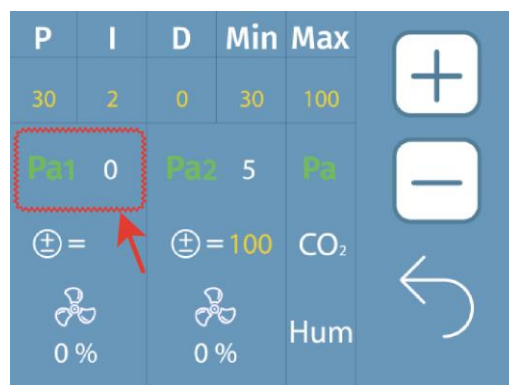 P I D Min Max
30 2 0 30 100
Pa1 0 Pa2 5 Pa
± = ± = 100 CO₂
0 % 0 % Hum